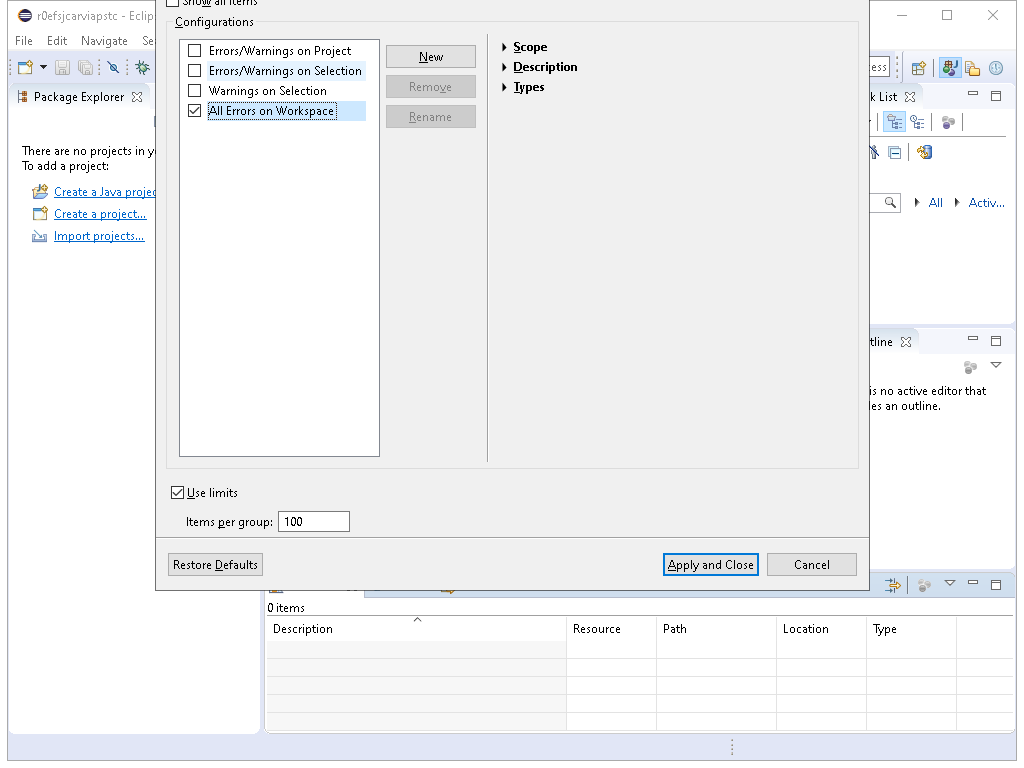 r0efsjcarviapstc - Eclip
Show all items
File Edit Navigate Se
Configurations
Errors/Warnings on Project
Errors/Warnings on Selection
Warnings on Selection
All Errors on Workspace
New
Remove
Rename
Scope
Description
Types
ess
Package Explorer
k List
There are no projects in y
To add a project:
Create a Java projec
Create a project...
Import projects...
All
Activ...
tline
is no active editor that
des an outline.
Use limits
Items per group: 100
Restore Defaults
Apply and Close
Cancel
0 items
Description Resource Path Location Type